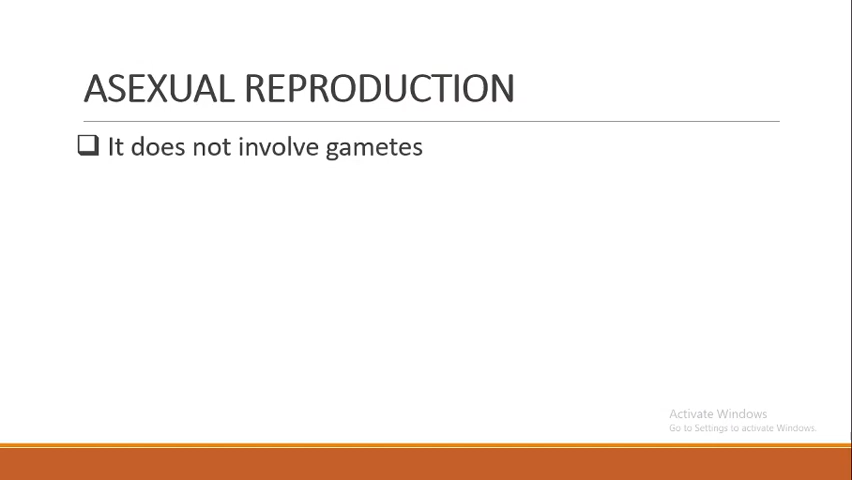 ASEXUAL REPRODUCTION
It does not involve gametes
Activate Windows
Go to Settings to activate Windows.